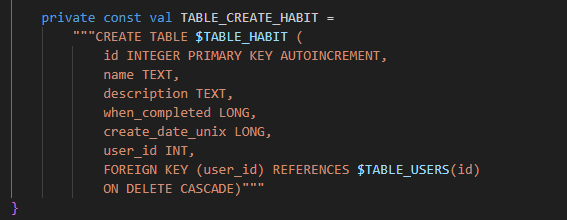 private const val TABLE_CREATE_HABIT =
"""CREATE TABLE $TABLE_HABIT (
id INTEGER PRIMARY KEY AUTOINCREMENT,
name TEXT,
description TEXT,
when_completed LONG,
create_date_unix LONG,
user_id INT,
FOREIGN KEY (user_id) REFERENCES $TABLE_USERS(id)
ON DELETE CASCADE)"""
}